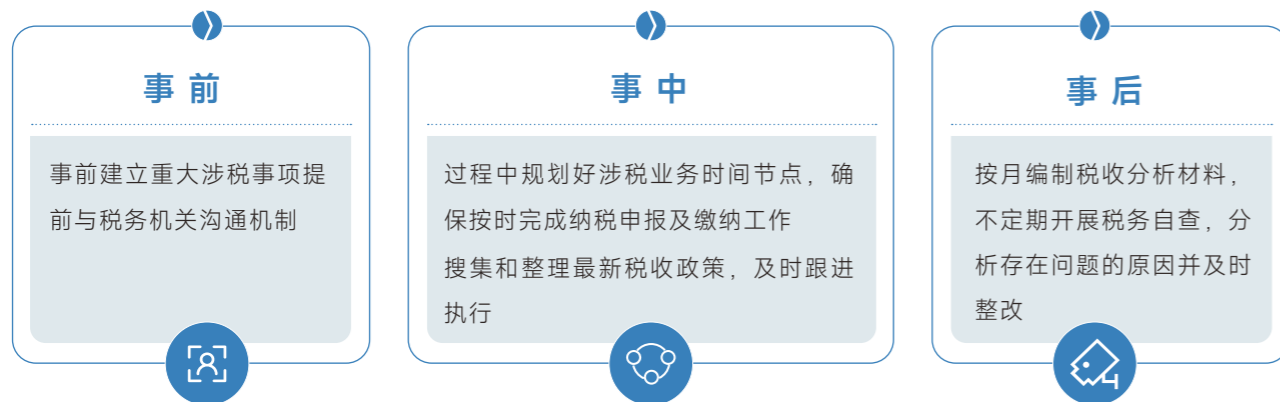 事前
事前建立重大涉税事项提
前与税务机关沟通机制
事中
过程中规划好涉税业务时间节点，确
保按时完成纳税申报及缴纳工作
搜集和整理最新税收政策，及时跟进
执行
事后
按月编制税收分析材料，
不定期开展税务自查，分
析存在问题的原因并及时
整改